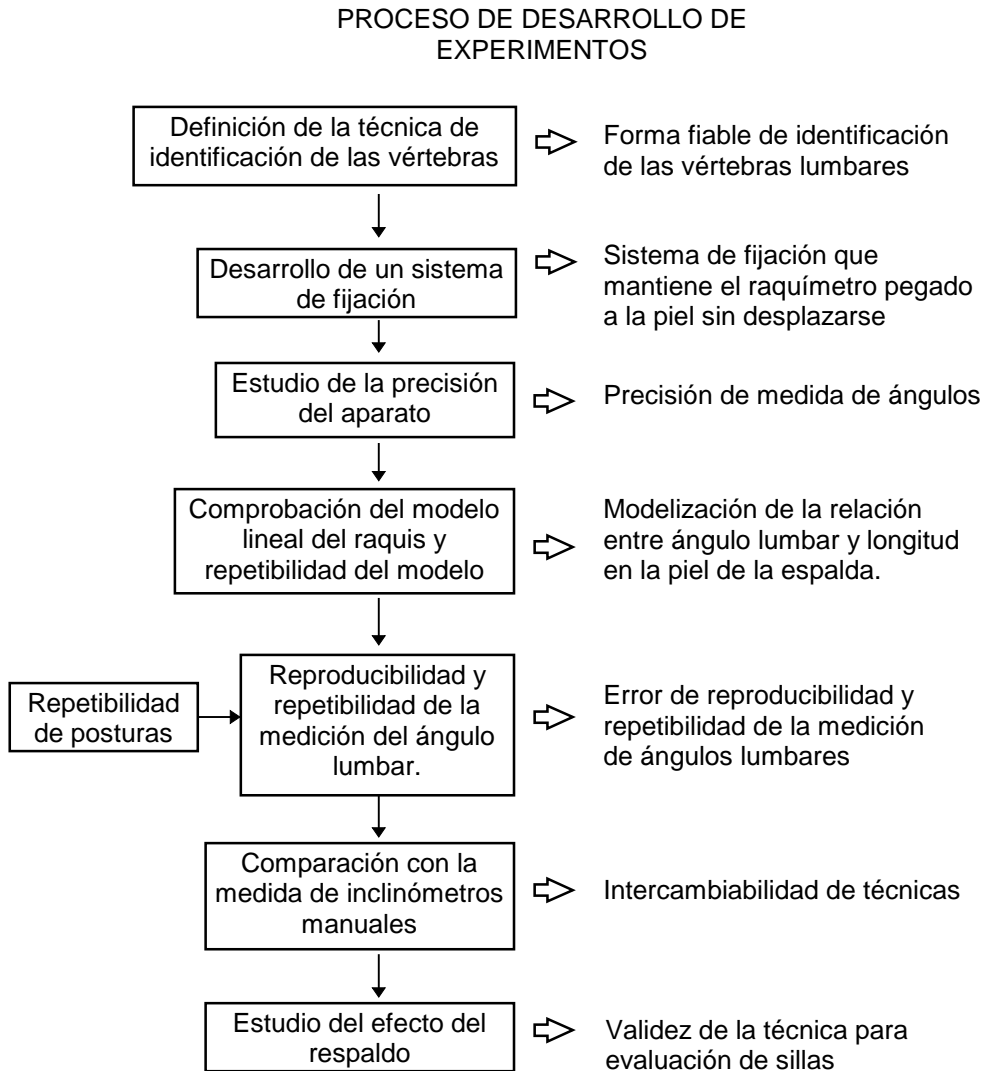 PROCESO DE DESARROLLO DE
EXPERIMENTOS
Definición de la técnica de
identificación de las vértebras
Forma fiable de identificación
de las vértebras lumbares
Desarrollo de un sistema
de fijación
Sistema de fijación que
mantiene el raquímetro pegado
a la piel sin desplazarse
Estudio de la precisión
del aparato
Precisión de medida de ángulos
Comprobación del modelo
lineal del raquis y
repetibilidad del modelo
Modelización de la relación
entre ángulo lumbar y longitud
en la piel de la espalda.
Repetibilidad
de posturas
Reproducibilidad y
repetibilidad de la
medición del ángulo
lumbar.
Error de reproducibilidad y
repetibilidad de la medición
de ángulos lumbares
Comparación con la
medida de inclinómetros
manuales
Intercambiabilidad de técnicas
Estudio del efecto del
respaldo
Validez de la técnica para
evaluación de sillas